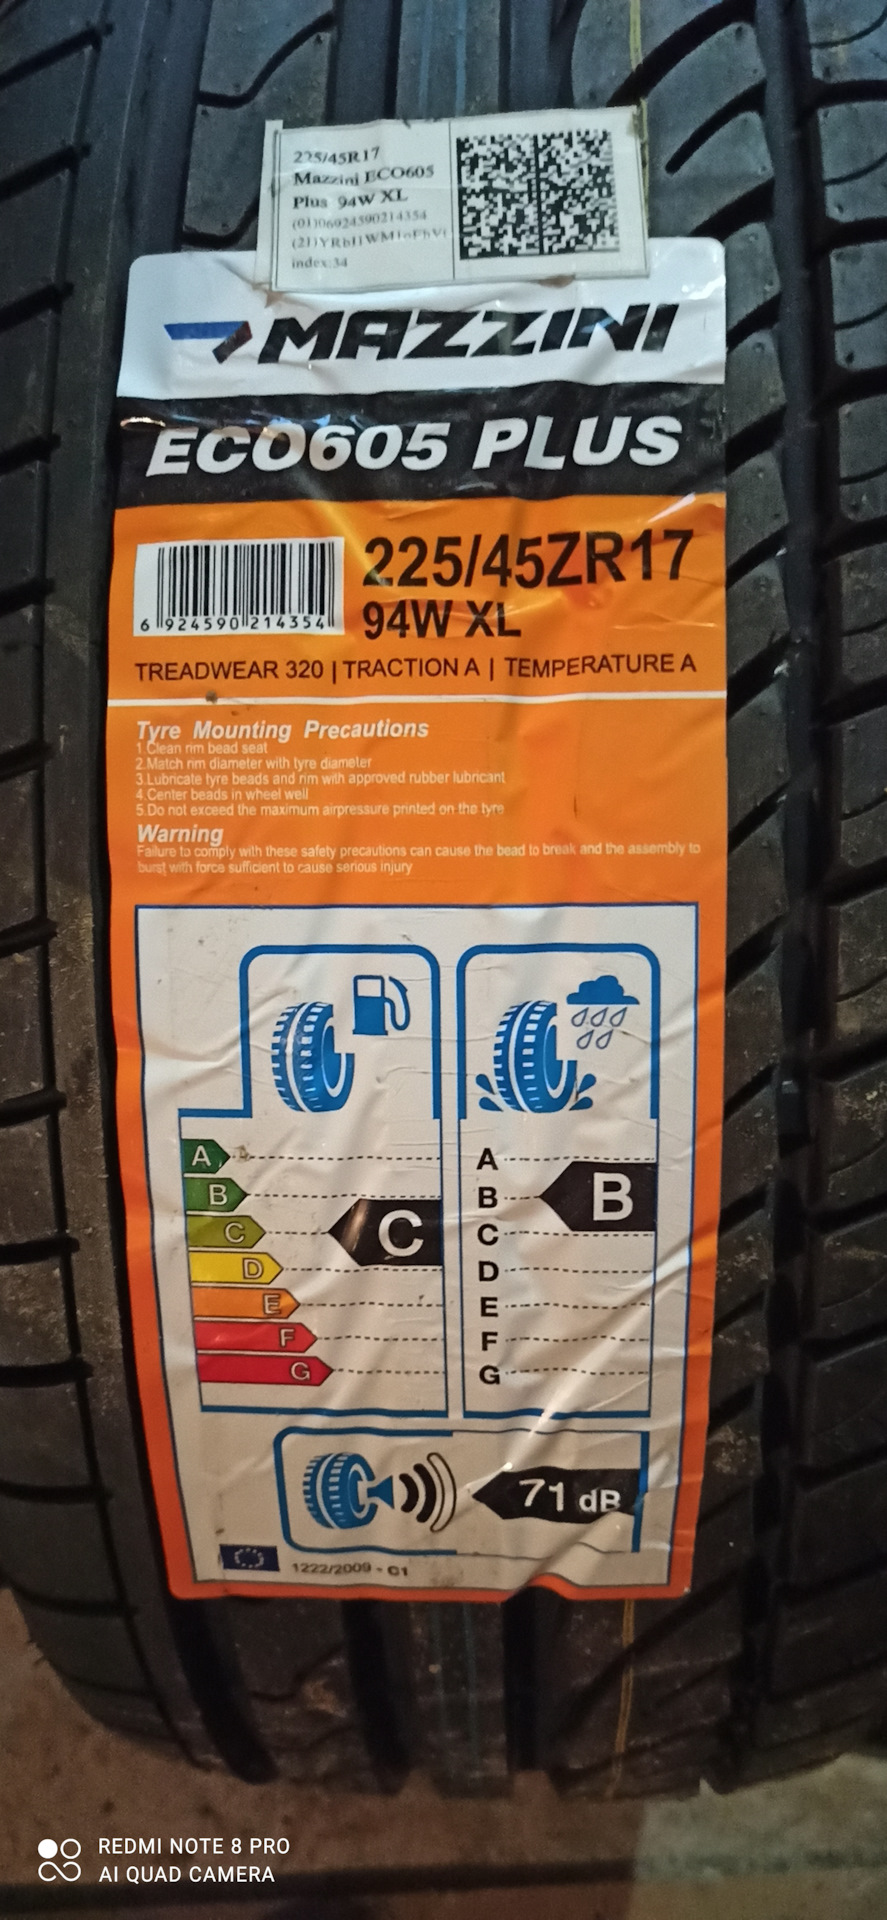 225/45R17
Mazzini ECO605
Plus 94W XL
(01)06924590214354
index:34
MAZZINI
ECO605 PLUS
6 924590 214354
225/45ZR17
94W XL
TREADWEAR 320 | TRACTION A | TEMPERATURE A
Tyre Mounting Precautions
1.Clean rim bead seat
2.Match rim diameter with tyre diameter
3.Lubricate tyre beads and rim with approved rubber lubricant
4.Center beads in wheel well
5.Do not exceed the maximum airpressure printed on the tyre
Warning
Failure to comply with these safety precautions can cause the bead to break and the assembly to
burst with force sufficient to cause serious injury
A
B
C
D
E
F
G
C
A
B
C
D
E
F
G
B
71 dB
1222/2009 - C1
REDMI NOTE 8 PRO
AI QUAD CAMERA